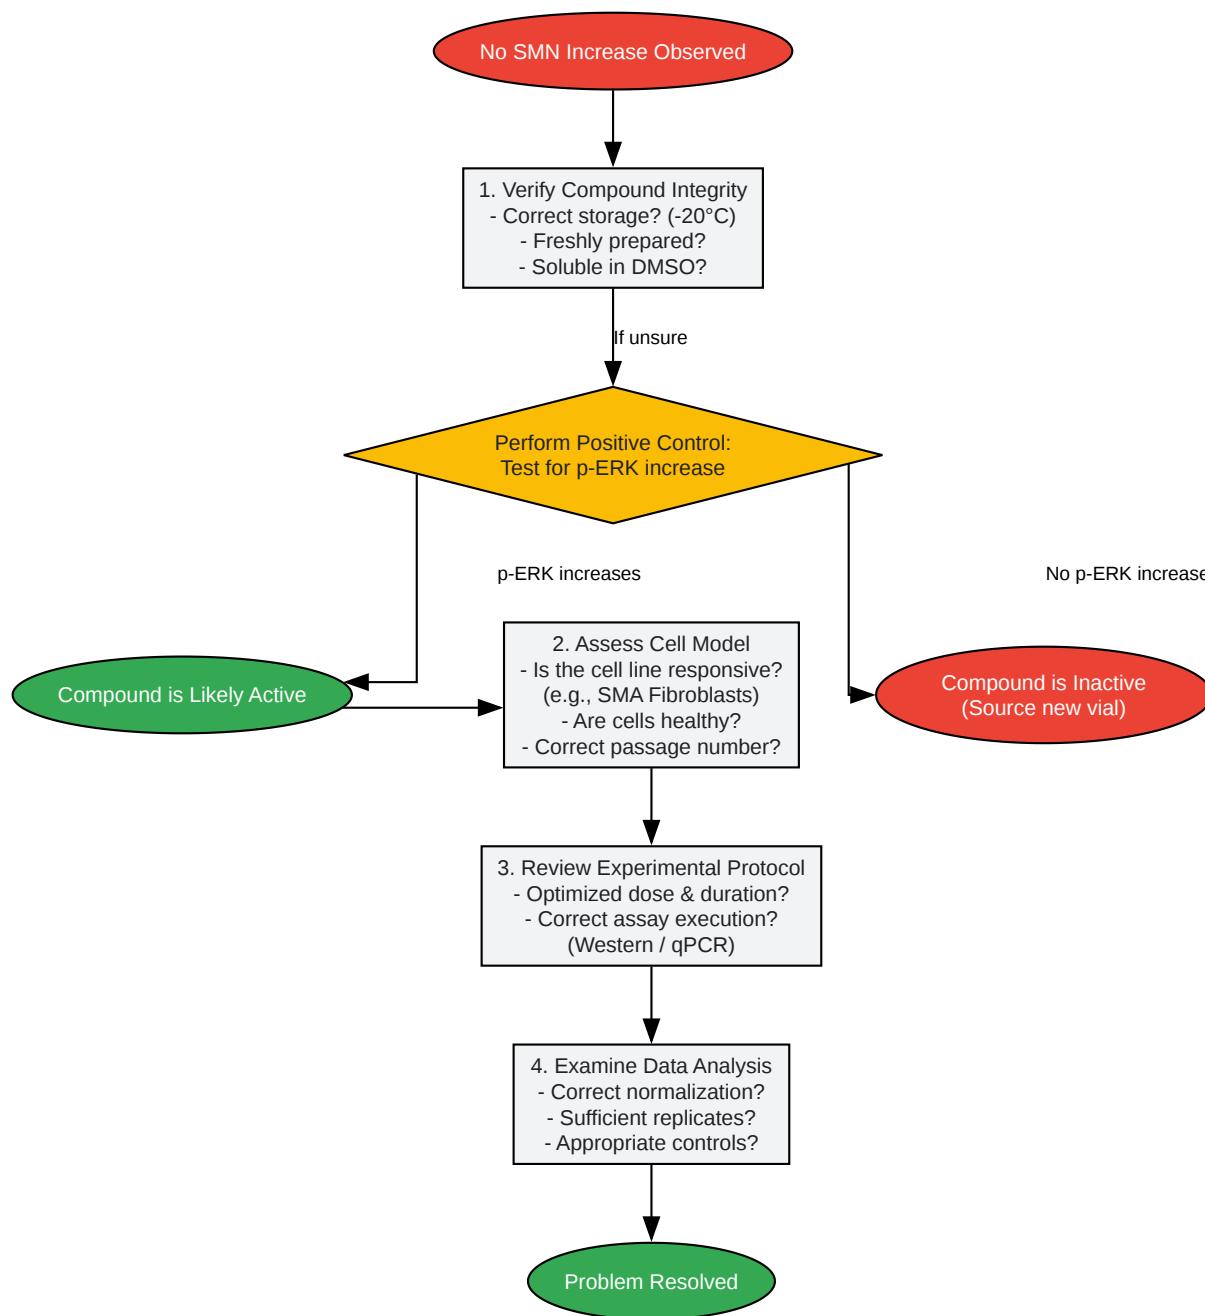 No SMN Increase Observed
1. Verify Compound Integrity
- Correct storage? (-20°C)
- Freshly prepared?
- Soluble in DMSO?
If unsure
Perform Positive Control:
Test for p-ERK increase
p-ERK increases
No p-ERK increase
Compound is Likely Active
2. Assess Cell Model
- Is the cell line responsive?
(e.g., SMA Fibroblasts)
- Are cells healthy?
- Correct passage number?
Compound is Inactive
(Source new vial)
3. Review Experimental Protocol
- Optimized dose & duration?
- Correct assay execution?
(Western / qPCR)
4. Examine Data Analysis
- Correct normalization?
- Sufficient replicates?
- Appropriate controls?
Problem Resolved